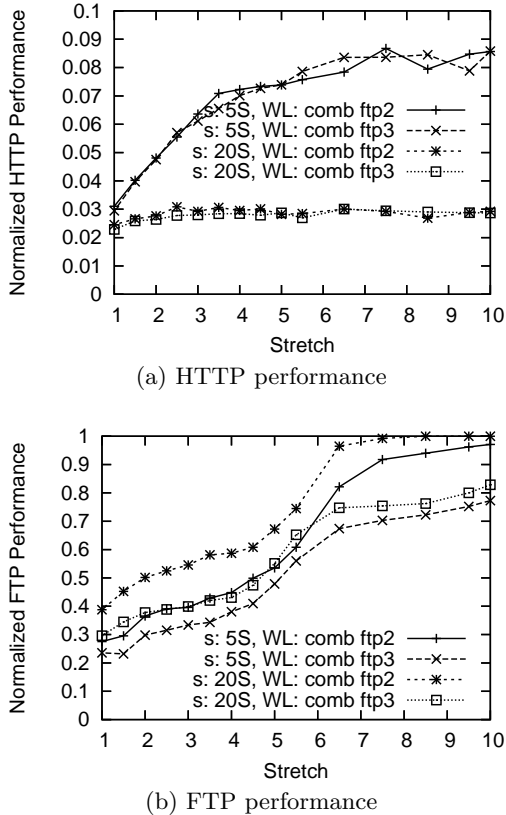 Normalized HTTP Performance
0.1
0.09
0.08
0.07
0.06
0.05
0.04
0.03
0.02
0.01
0
s: 5S, WL: comb ftp2
s: 5S, WL: comb ftp3
s: 20S, WL: comb ftp2
s: 20S, WL: comb ftp3
1 2 3 4 5 6 7 8 9 10
Stretch
(a) HTTP performance
Normalized FTP Performance
1
0.9
0.8
0.7
0.6
0.5
0.4
0.3
0.2
0.1
0
s: 5S, WL: comb ftp2
s: 5S, WL: comb ftp3
s: 20S, WL: comb ftp2
s: 20S, WL: comb ftp3
1 2 3 4 5 6 7 8 9 10
Stretch
(b) FTP performance